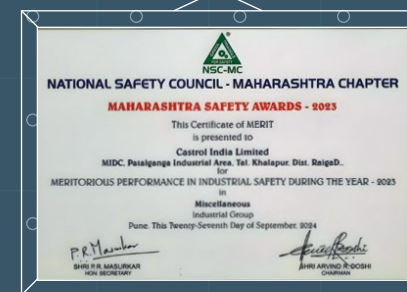 NSC-MC
NATIONAL SAFETY COUNCIL - MAHARASHTRA CHAPTER
MAHARASHTRA SAFETY AWARDS - 2023
This Certificate of MERIT
is presented to
Castrol India Limited
MIDC, Patalganga Industrial Area, Tal. Khalapur. Dist. RaigaD..
for
MERITORIOUS PERFORMANCE IN INDUSTRIAL SAFETY DURING THE YEAR - 2023
in
Miscellaneous
Industrial Group
Pune. This Twenty-Seventh Day of September, 2024
P.R.Masurkar
SHRI P.R. MASURKAR
HON. SECRETARY
SHRI ARVIND R. DOSHI
CHAIRMAN